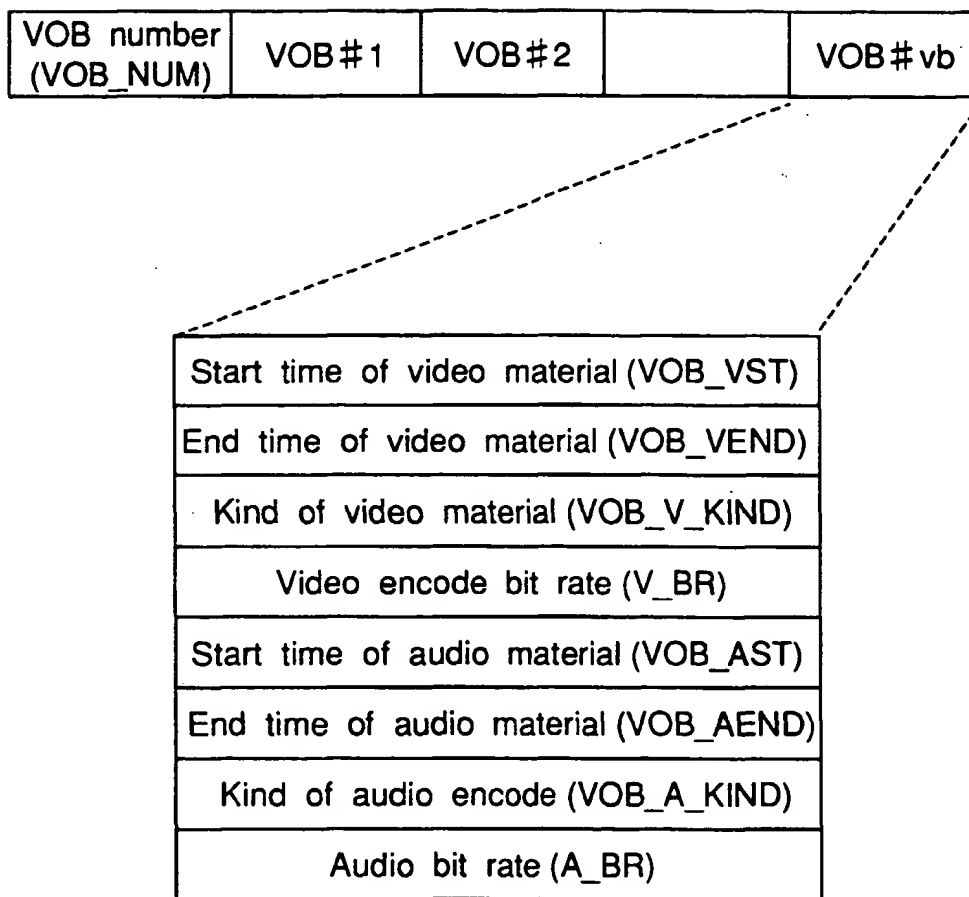 VOB number
(VOB_NUM)
VOB#1
VOB#2
VOB#vb
Start time of video material (VOB_VST)
End time of video material (VOB_VEND)
Kind of video material (VOB_V_KIND)
Video encode bit rate (V_BR)
Start time of audio material (VOB_AST)
End time of audio material (VOB_AEND)
Kind of audio encode (VOB_A_KIND)
Audio bit rate (A_BR)